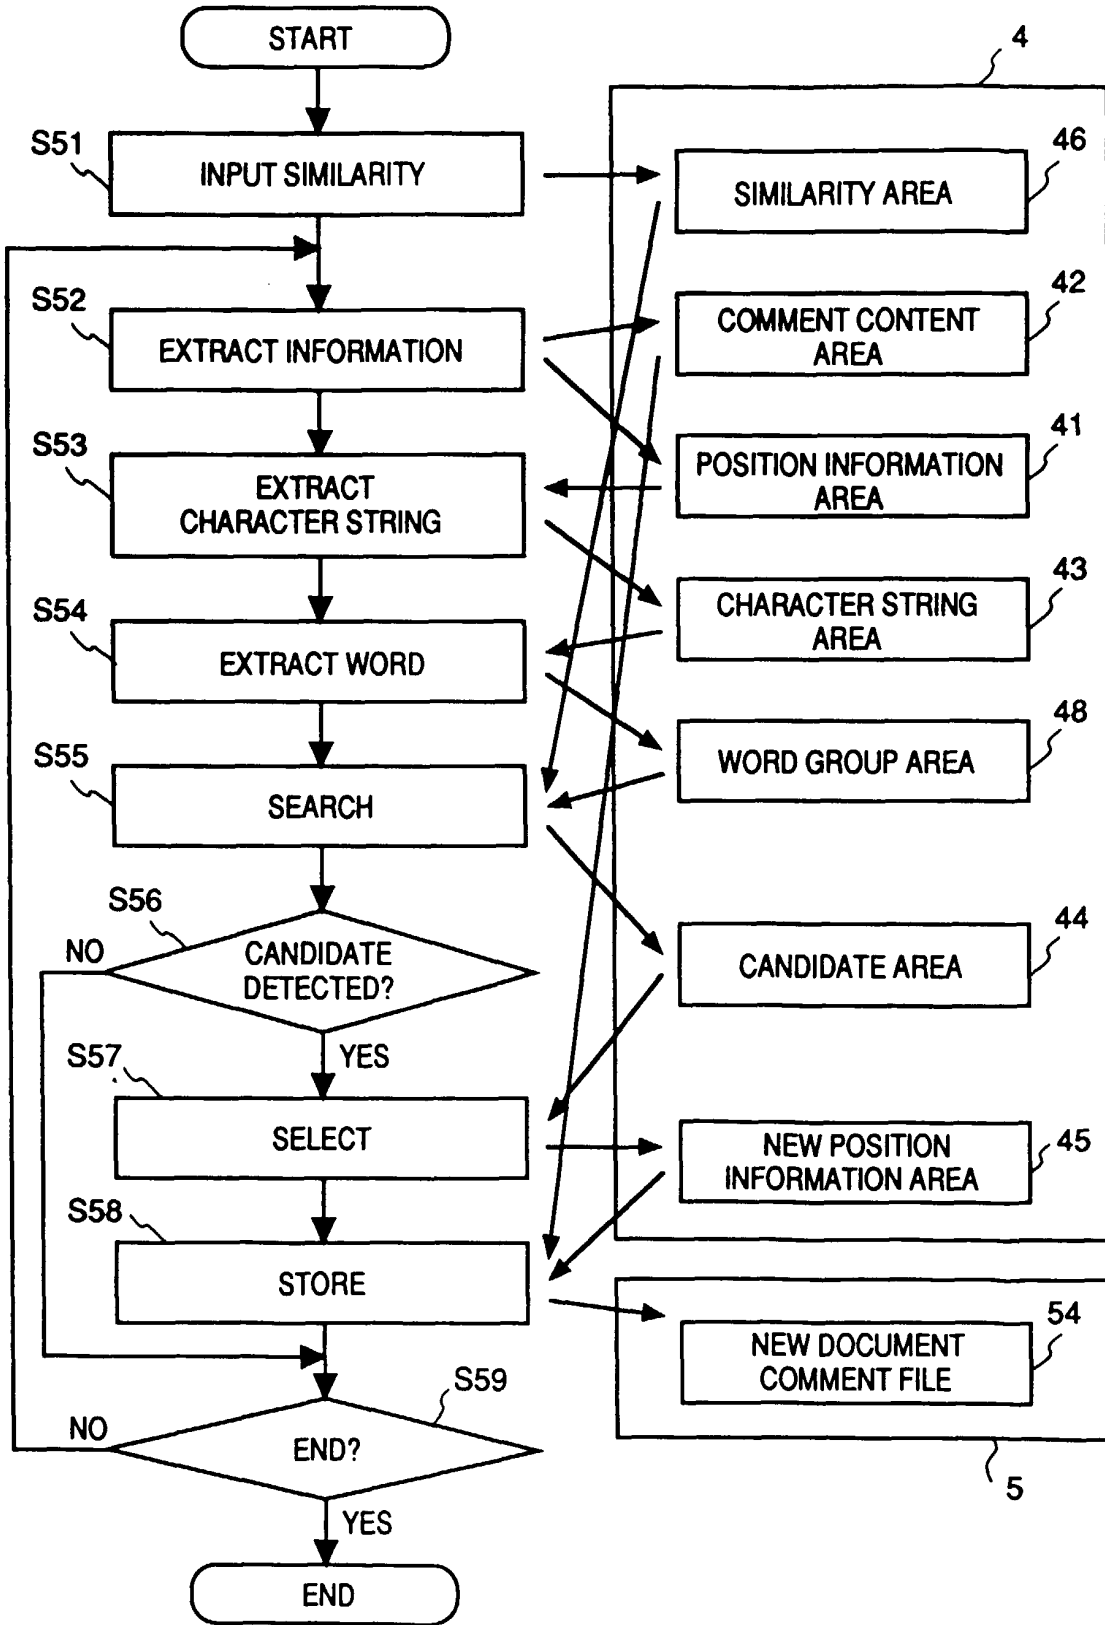 START
4
S51
INPUT SIMILARITY
46
SIMILARITY AREA
S52
EXTRACT INFORMATION
42
COMMENT CONTENT
AREA
S53
EXTRACT
CHARACTER STRING
41
POSITION INFORMATION
AREA
S54
EXTRACT WORD
43
CHARACTER STRING
AREA
S55
SEARCH
48
WORD GROUP AREA
S56
NO
CANDIDATE
DETECTED?
YES
44
CANDIDATE AREA
S57
SELECT
45
NEW POSITION
INFORMATION AREA
S58
STORE
54
NEW DOCUMENT
COMMENT FILE
5
S59
NO
END?
YES
END